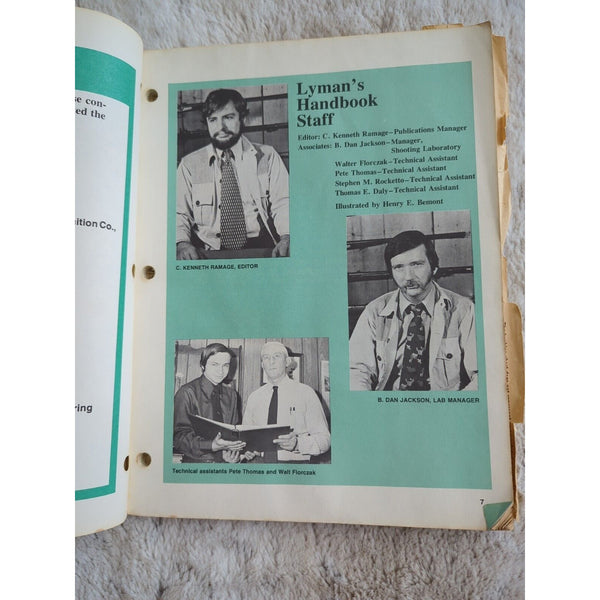 se con-
ed the
ition Co.,
ring
Lyman's
Handbook
Staff
Editor: C. Kenneth Ramage–Publications Manager
Associates: B. Dan Jackson–Manager,
Shooting Laboratory
Walter Florczak–Technical Assistant
Pete Thomas–Technical Assistant
Stephen M. Rocketto–Technical Assistant
Thomas E. Daly–Technical Assistant
Illustrated by Henry E. Bemont
C. KENNETH RAMAGE, EDITOR
B. DAN JACKSON, LAB MANAGER
Technical assistants Pete Thomas and Walt Florczak
7